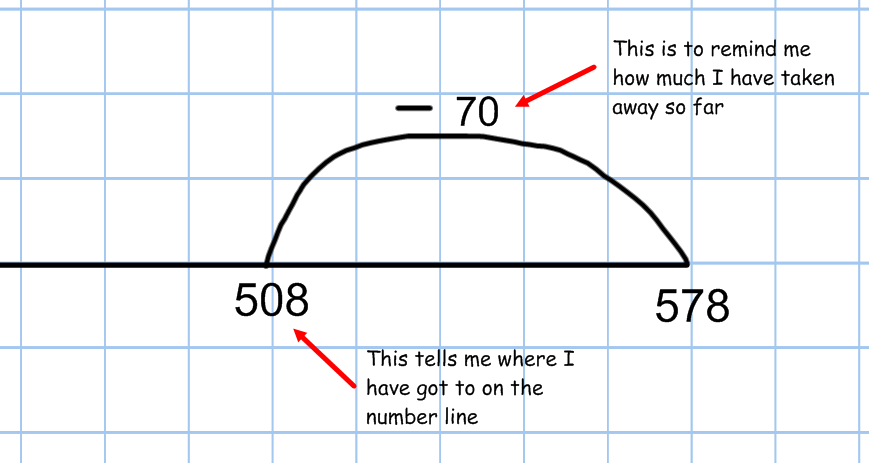 This is to remind me
how much I have taken
away so far
− 70
508
578
This tells me where I
have got to on the
number line